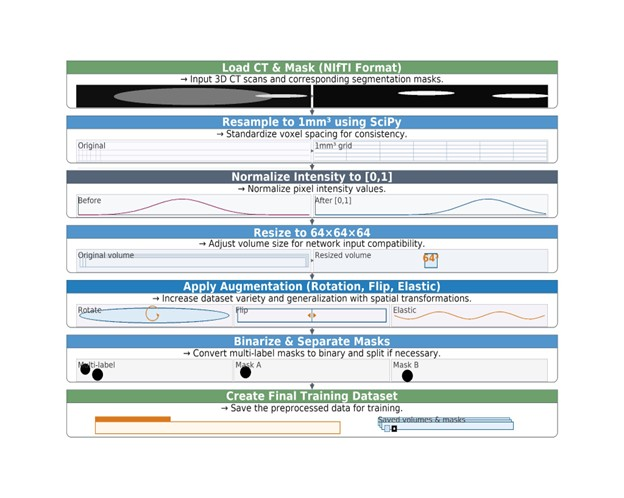 Load CT & Mask (NIfTI Format)
→ Input 3D CT scans and corresponding segmentation masks.
Resample to 1mm³ using SciPy
→ Standardize voxel spacing for consistency.
Original
1mm³ grid
Normalize Intensity to [0,1]
→ Normalize pixel intensity values.
Before
After [0,1]
Resize to 64×64×64
→ Adjust volume size for network input compatibility.
Original volume
Resized volume
64³
Apply Augmentation (Rotation, Flip, Elastic)
→ Increase dataset variety and generalization with spatial transformations.
Rotate
Flip
Elastic
Binarize & Separate Masks
→ Convert multi-label masks to binary and split if necessary.
Multi-label
Mask A
Mask B
Create Final Training Dataset
→ Save the preprocessed data for training.
Saved volumes & masks